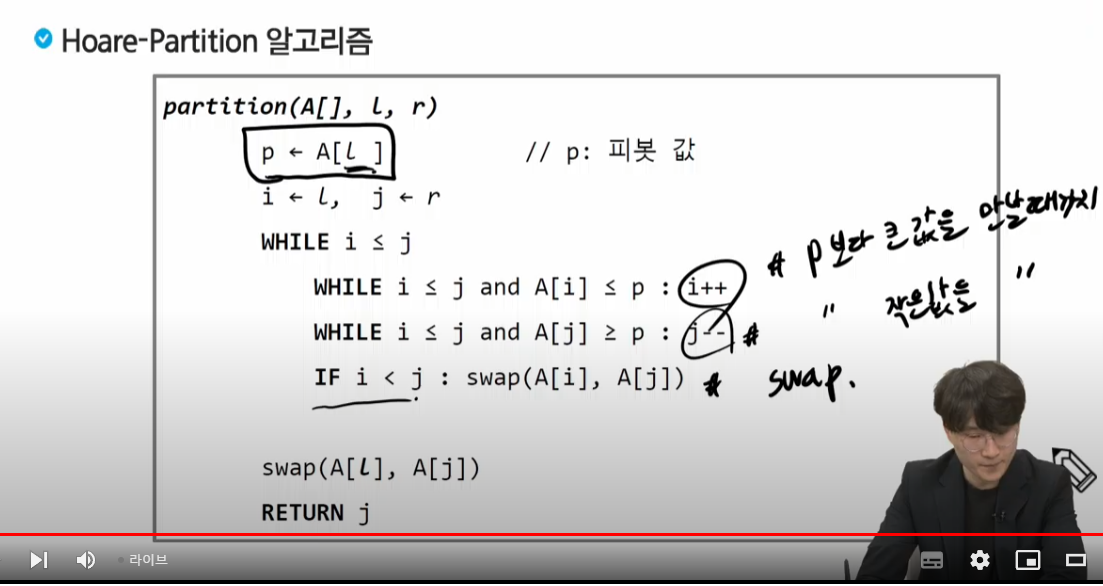 Hoare-Partition 알고리즘
partition(A[], l, r)
p ← A[l ] // p: 피봇 값
i ← l, j ← r
WHILE i ≤ j
WHILE i ≤ j and A[i] ≤ p : i++ # p보다 큰 값을 만날때까지
WHILE i ≤ j and A[j] ≥ p : j-- # " 작은값을 "
IF i < j : swap(A[i], A[j]) # swap.
swap(A[l], A[j])
RETURN j
라이브